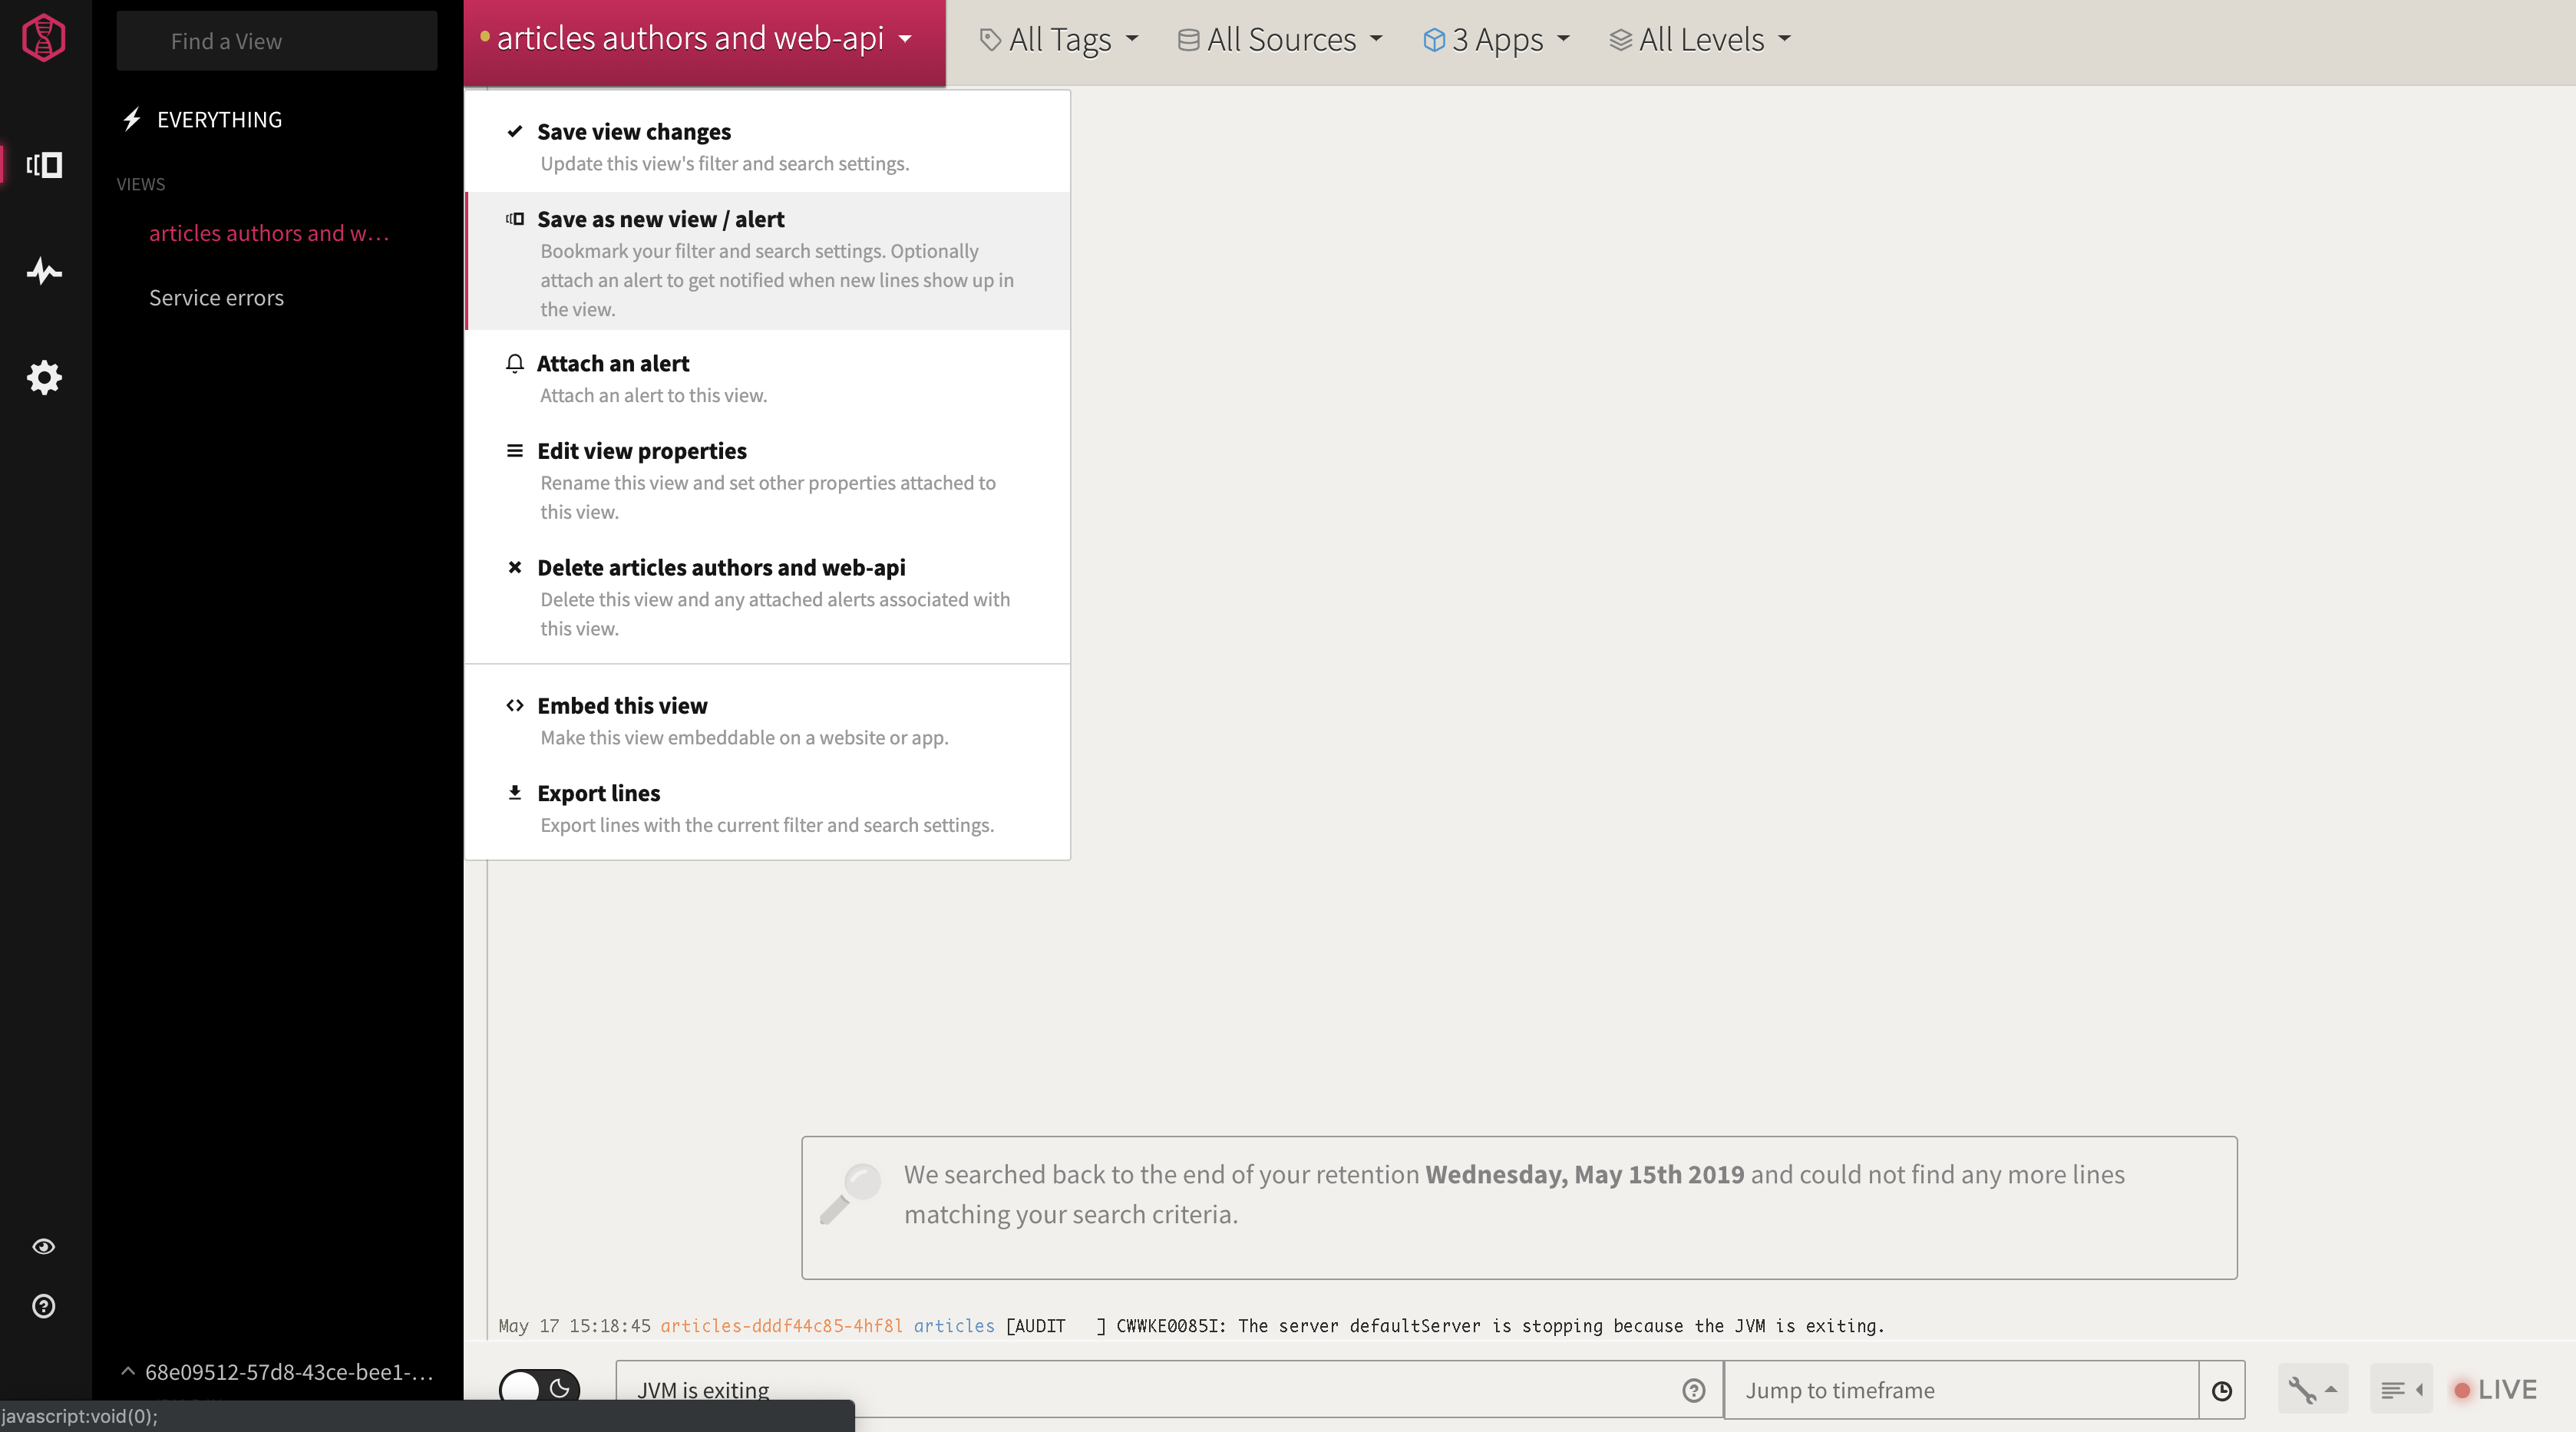 Find a View
EVERYTHING
VIEWS
articles authors and w…
Service errors
68e09512-57d8-43ce-bee1-…
javascript:void(0);
articles authors and web-api
All Tags
All Sources
3 Apps
All Levels
Save view changes
Update this view's filter and search settings.
Save as new view / alert
Bookmark your filter and search settings. Optionally
attach an alert to get notified when new lines show up in
the view.
Attach an alert
Attach an alert to this view.
Edit view properties
Rename this view and set other properties attached to
this view.
Delete articles authors and web-api
Delete this view and any attached alerts associated with
this view.
Embed this view
Make this view embeddable on a website or app.
Export lines
Export lines with the current filter and search settings.
We searched back to the end of your retention Wednesday, May 15th 2019 and could not find any more lines
matching your search criteria.
May 17 15:18:45 articles-dddf44c85-4hf8l articles [AUDIT   ] CWWKE0085I: The server defaultServer is stopping because the JVM is exiting.
JVM is exiting
Jump to timeframe
LIVE